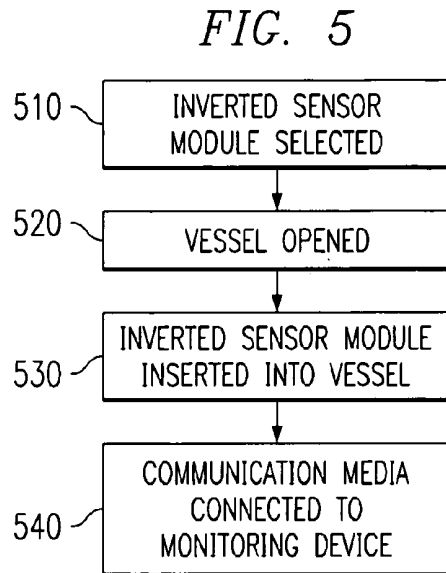 FIG. 5
510
INVERTED SENSOR
MODULE SELECTED
520
VESSEL OPENED
530
INVERTED SENSOR MODULE
INSERTED INTO VESSEL
540
COMMUNICATION MEDIA
CONNECTED TO
MONITORING DEVICE